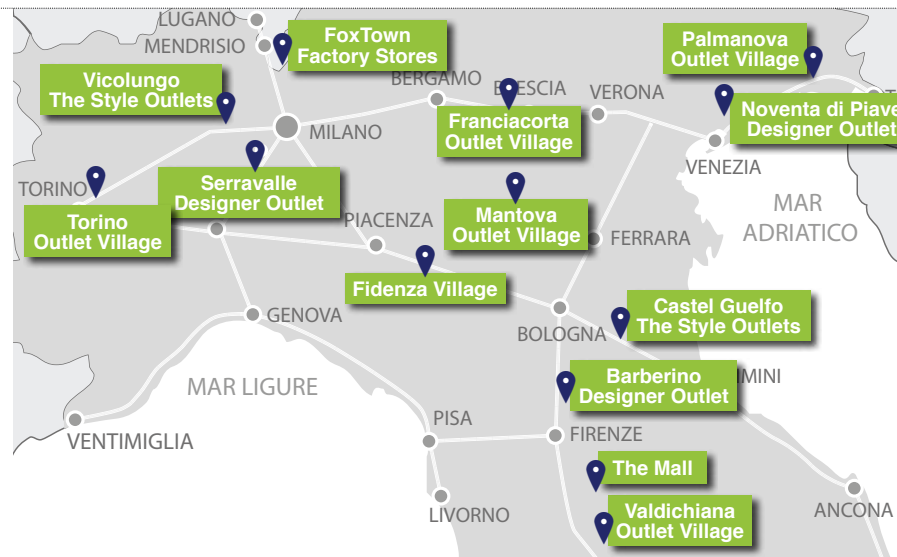 LUGANO
MENDRISIO
FoxTown
Factory Stores
Palmanova
Outlet Village
Vicolungo
The Style Outlets
BERGAMO
VERONA
Franciacorta
Outlet Village
Noventa di Piave
Designer Outlet
MILANO
VENEZIA
TORINO
Serravalle
Designer Outlet
Torino
Outlet Village
PIACENZA
Mantova
Outlet Village
FERRARA
MAR
ADRIATICO
Fidenza Village
GENOVA
BOLOGNA
Castel Guelfo
The Style Outlets
MAR LIGURE
Barberino
Designer Outlet
PISA
FIRENZE
VENTIMIGLIA
The Mall
LIVORNO
Valdichiana
Outlet Village
ANCONA